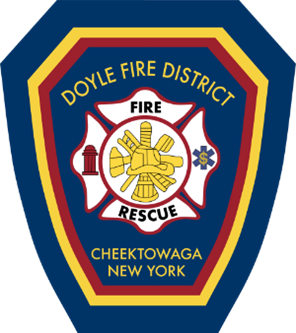 DOYLE FIRE DISTRICT
FIRE
RESCUE
CHEEKTOWAGA
NEW YORK